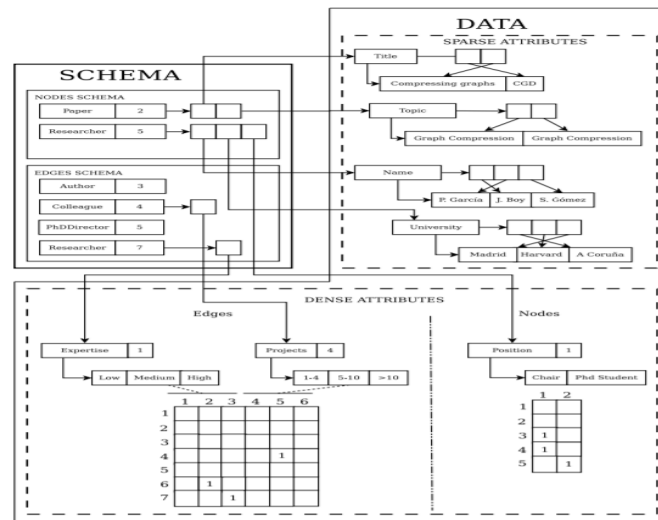 DATA
SPARSE ATTRIBUTES
Title
Compressing graphs CGD
SCHEMA
NODES SCHEMA
Paper 2
Researcher 5
Topic
Graph Compression Graph Compression
EDGES SCHEMA
Author 3
Colleague 4
PhDDirector 5
Researcher 7
Name
P. García J. Boy S. Gómez
University
Madrid Harvard A Coruña
DENSE ATTRIBUTES
Edges Nodes
Expertise 1 Projects 4 Position 1
Low Medium High 1-4 5-10 >10 Chair Phd Student
1 2 3 4 5 6
1
2
3
4 1
5
6 1
7 1
1 2
1
2
3 1
4 1
5 1